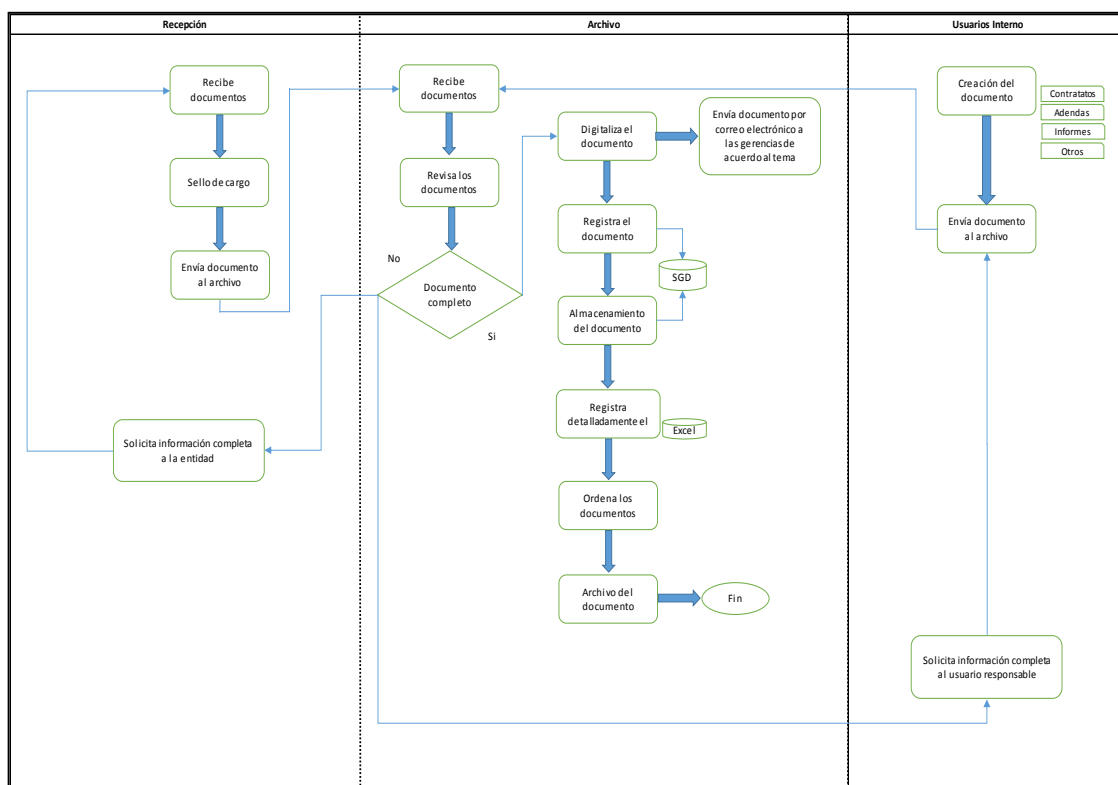 Recepción
Archivo
Usuarios Interno
Recibe
documentos
Sello de cargo
Envía documento
al archivo
Solicita información completa
a la entidad
Recibe
documentos
Revisa los
documentos
No
Documento
completo
Si
Digitaliza el
documento
Envía documento por
correo electrónico a
las gerencias de
acuerdo al tema
Registra el
documento
SGD
Almacenamiento
del documento
Registra
detalladamente el
Excel
Ordena los
documentos
Archivo del
documento
Fin
Creación del
documento
Contratatos
Adendas
Informes
Otros
Envía documento
al archivo
Solicita información completa
al usuario responsable